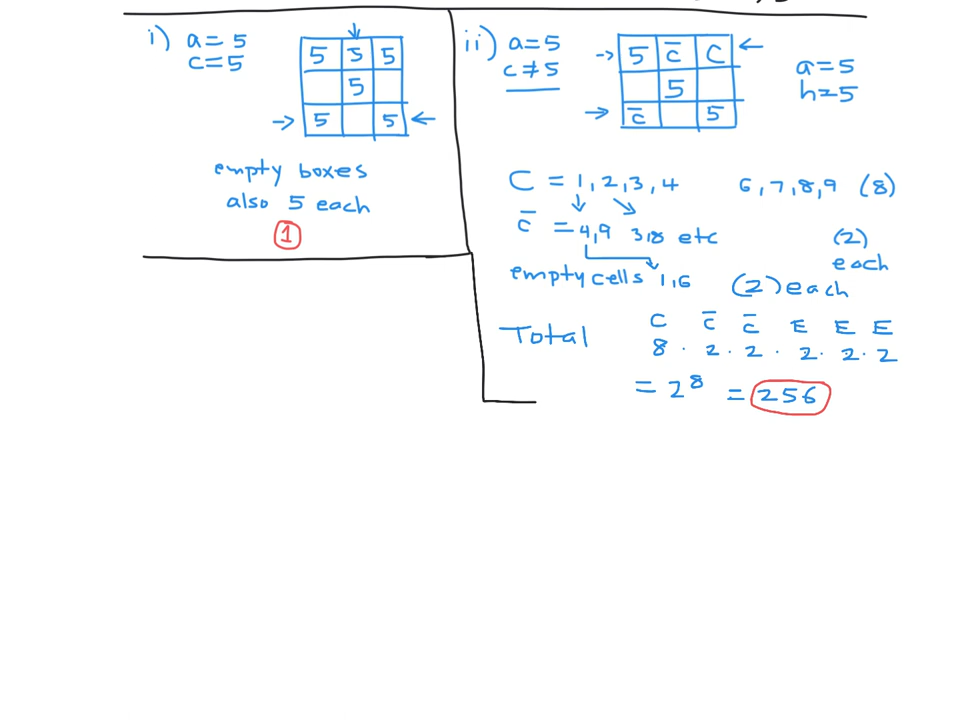 i) a = 5
c = 5
5 5 5
5
5 5
empty boxes
also 5 each
1
ii) a = 5
c ≠ 5
5 c̄ C
5
c̄ 5
a = 5
h = 5
C = 1, 2, 3, 4 6, 7, 8, 9 (8)
c̄ = 4, 9 3, 8 etc (2)
each
empty cells 1, 6 (2) each
Total
C c̄ c̄ E E E
8 · 2 · 2 · 2 · 2 · 2
= 2⁸ = 256